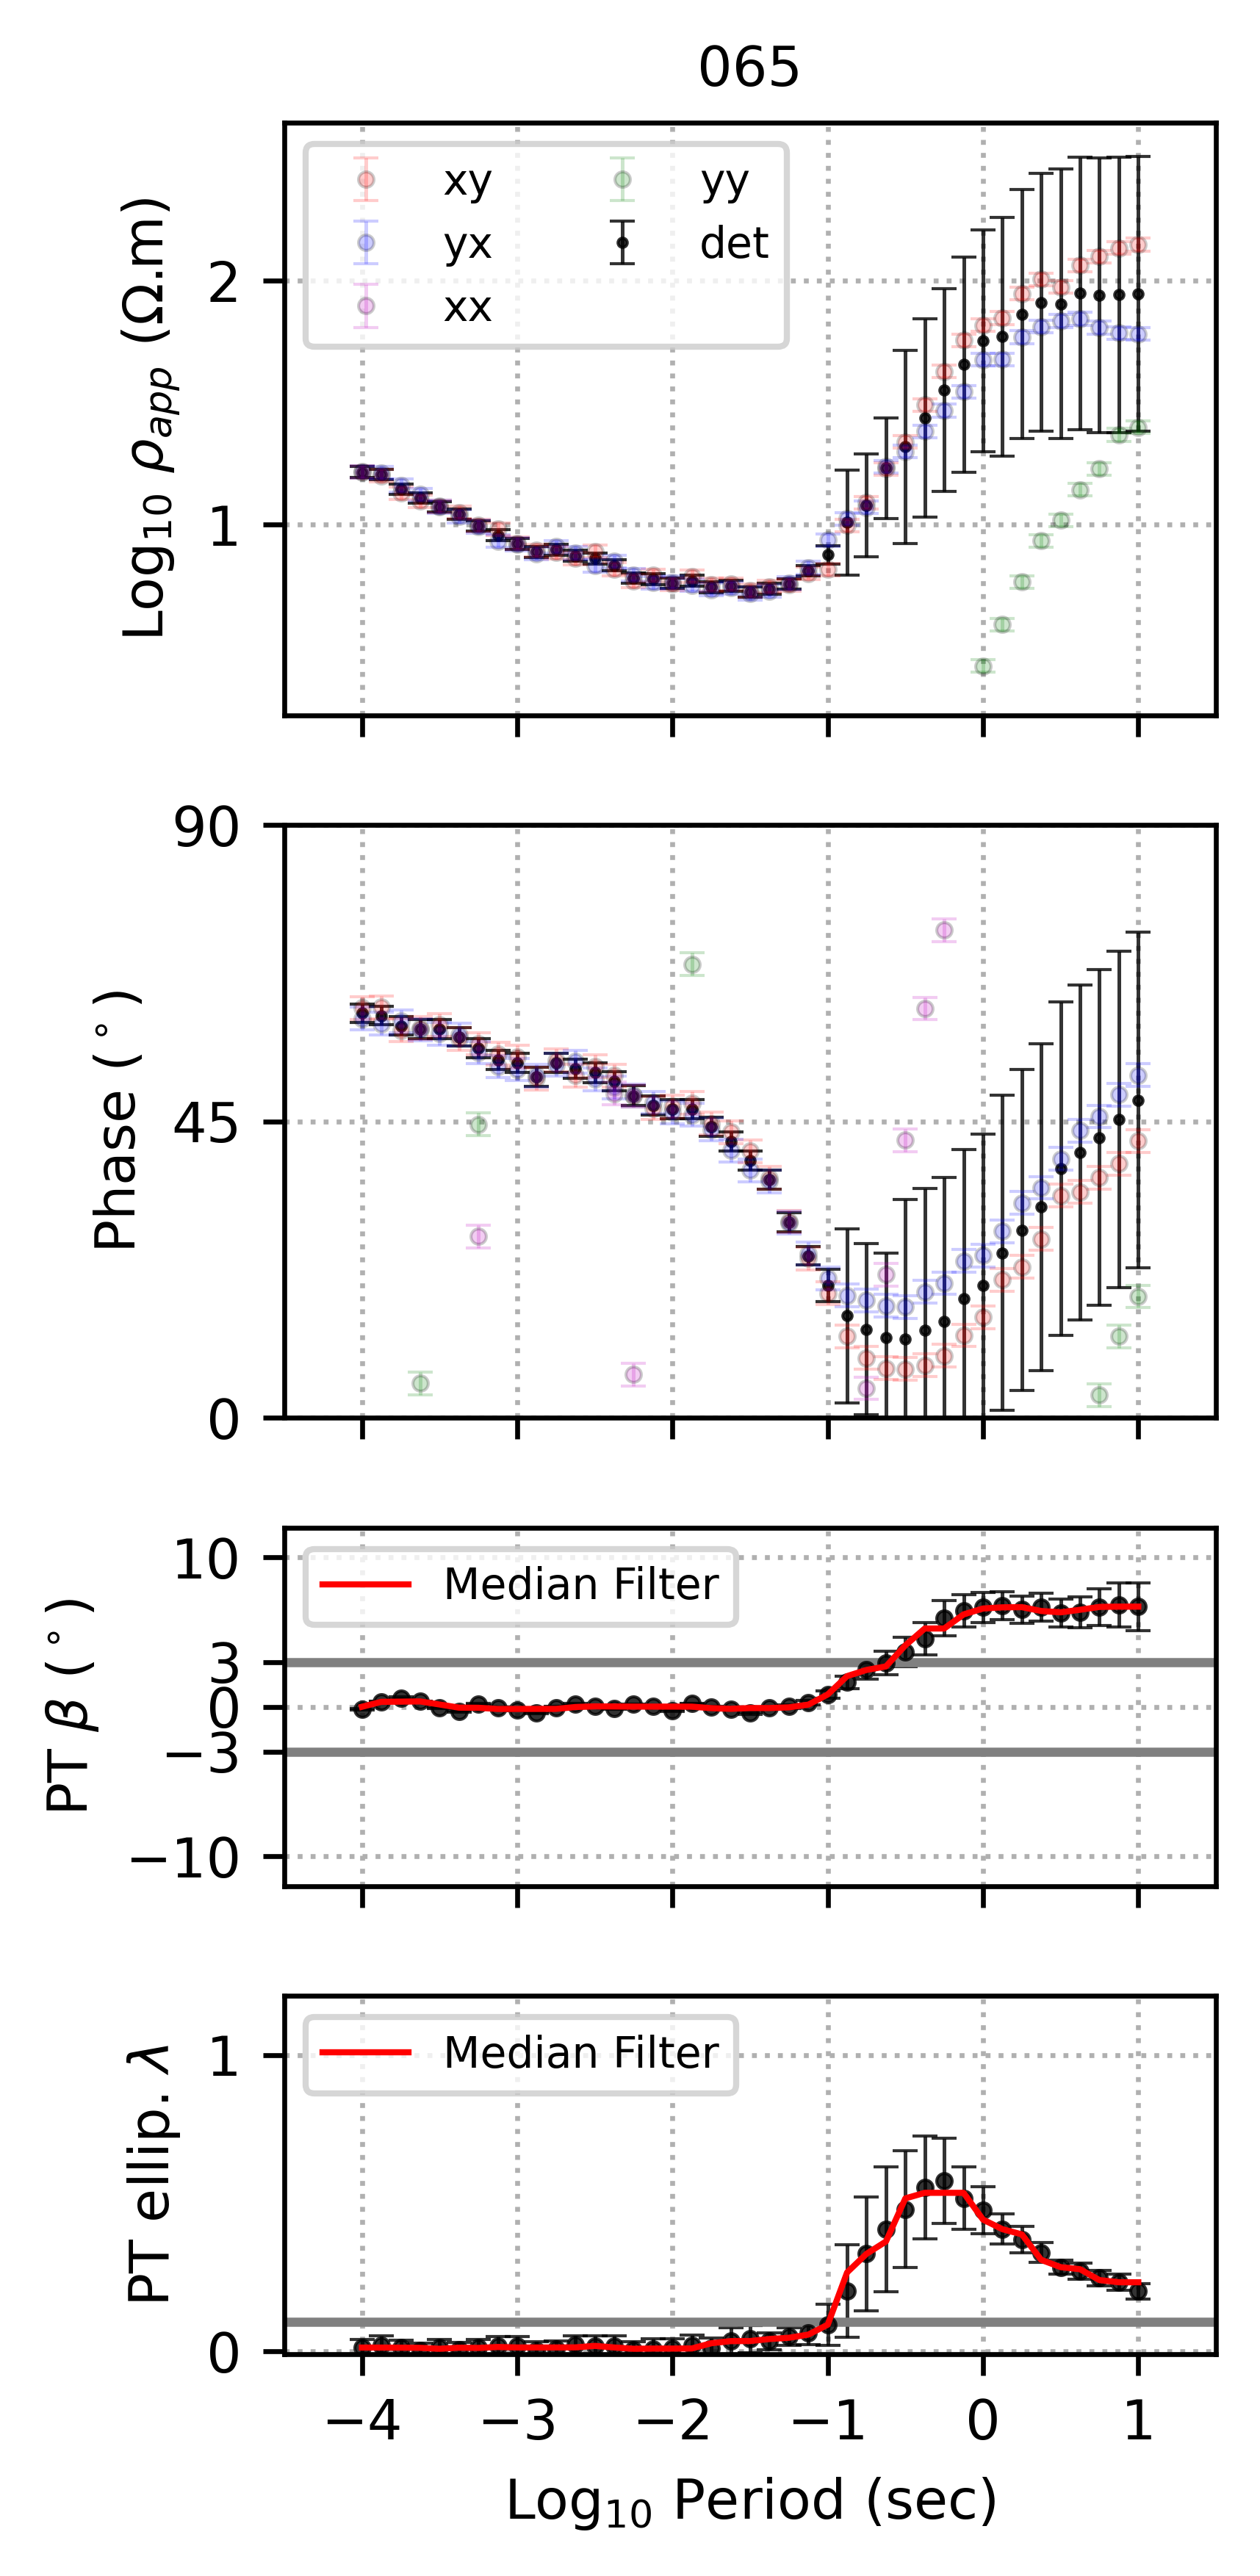 065
Log₁₀ ρₐₚₚ (Ω.m)
2
1
xy
yx
xx
yy
det
Phase (°)
90
45
0
PT β (°)
10
3
0
−3
−10
Median Filter
PT ellip. λ
1
0
Median Filter
−4 −3 −2 −1 0 1
Log₁₀ Period (sec)